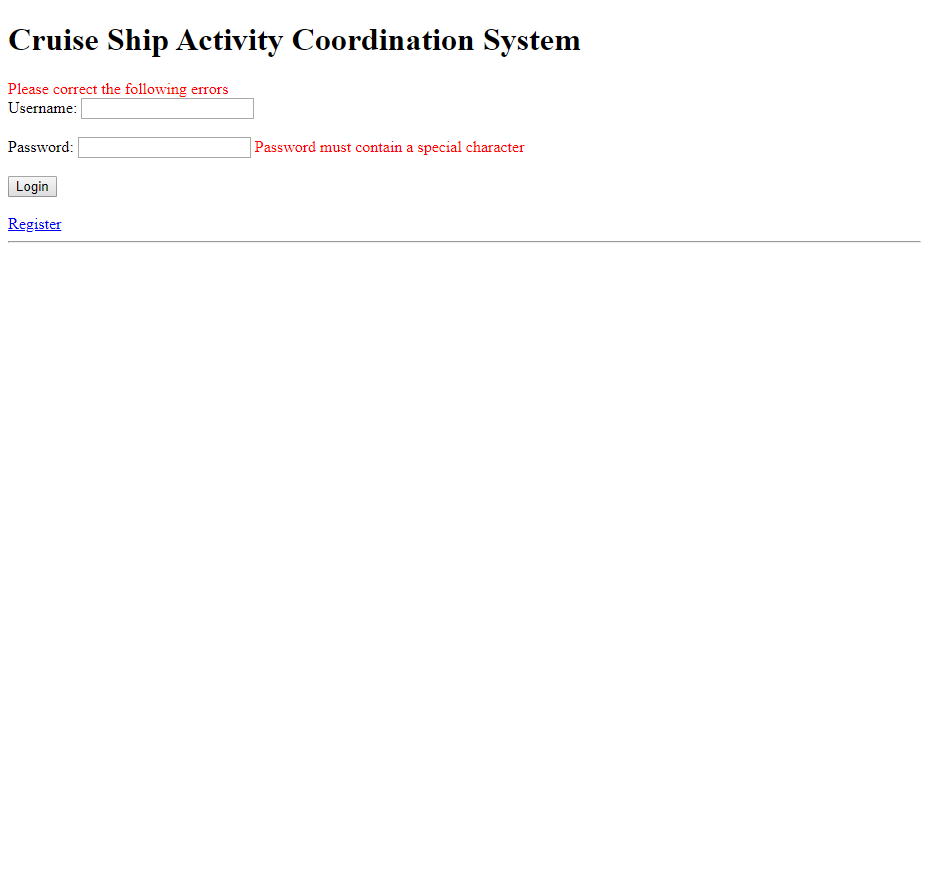 Cruise Ship Activity Coordination System
Please correct the following errors
Username:
Password: Password must contain a special character
Login
Register